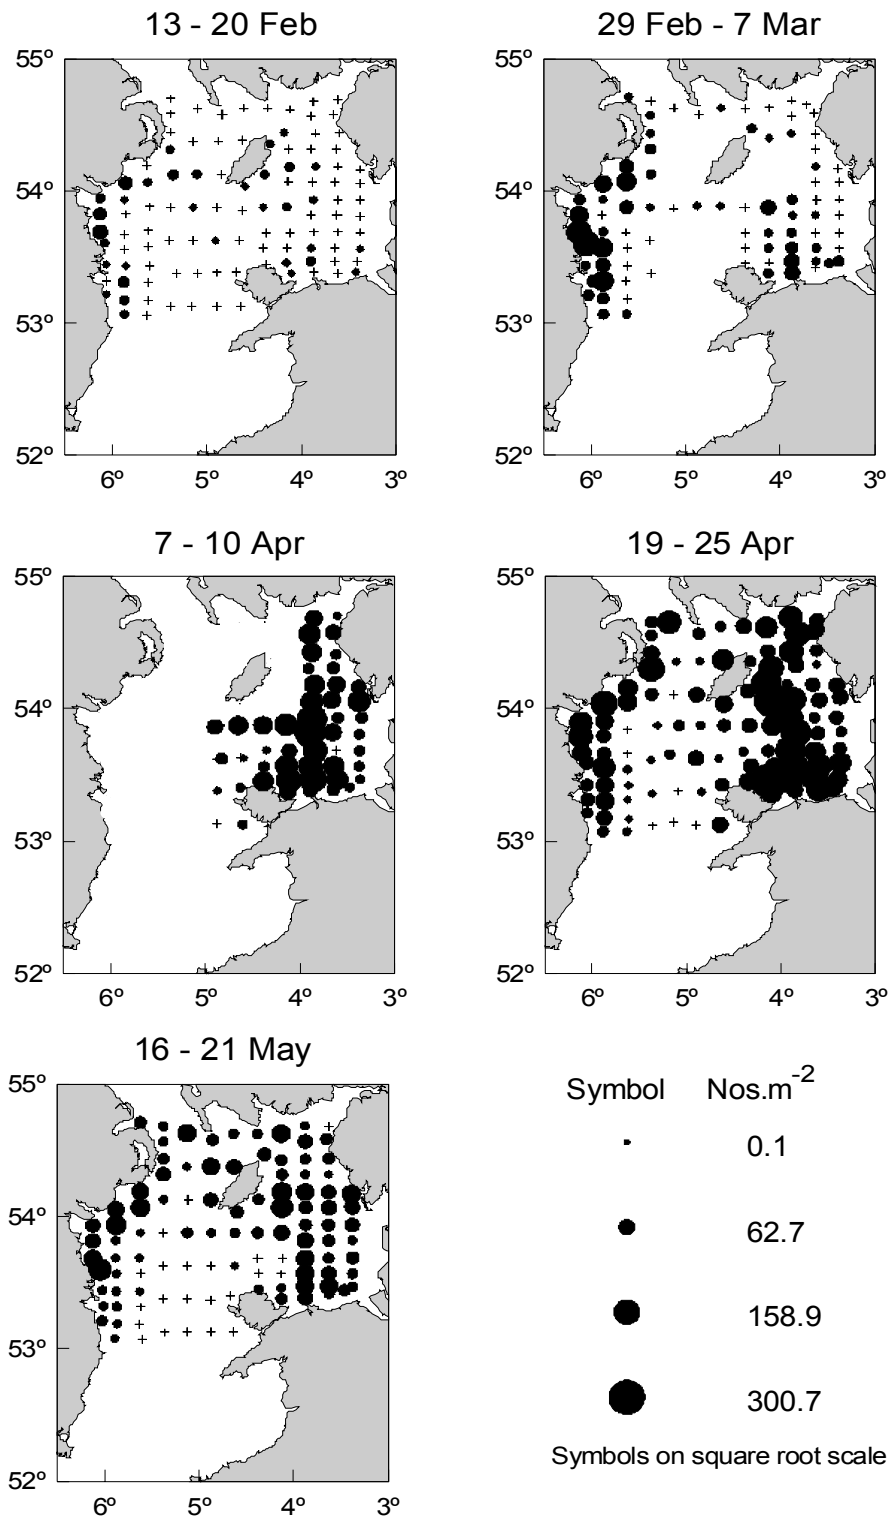 13 - 20 Feb
29 Feb - 7 Mar
55º
54º
53º
52º
6º 5º 4º 3º
55º
54º
53º
52º
6º 5º 4º 3º
7 - 10 Apr
19 - 25 Apr
55º
54º
53º
52º
6º 5º 4º 3º
55º
54º
53º
52º
6º 5º 4º 3º
16 - 21 May
55º
54º
53º
52º
6º 5º 4º 3º
Symbol Nos.m⁻²
0.1
62.7
158.9
300.7
Symbols on square root scale